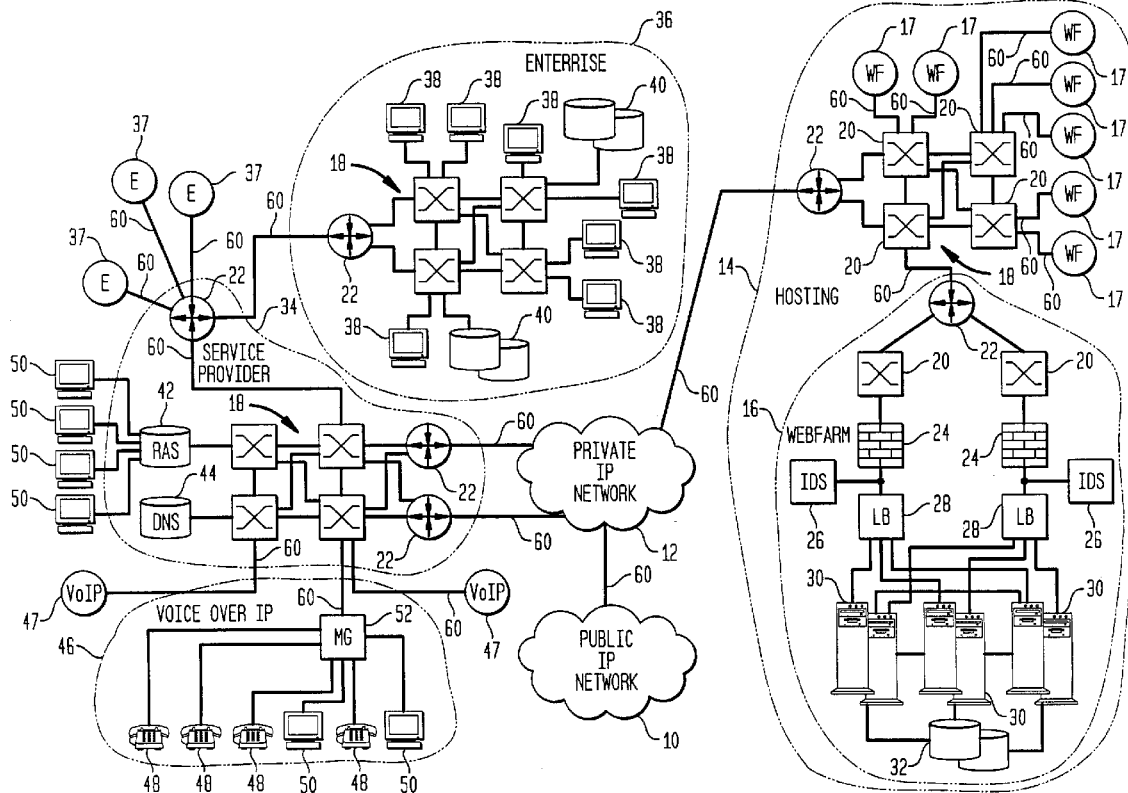 36
ENTERRISE
38
38
38
40
17
17
WF
WF
WF
17
60
60
60
60
20
20
WF
17
60
WF
17
37
E
37
E
60
60
37
E
60
60
18
22
38
38
38
40
38
22
20
20
WF
17
60
60
WF
17
18
60
14
HOSTING
22
34
60
SERVICE
PROVIDER
22
50
50
50
50
42
RAS
44
DNS
18
60
22
22
60
60
PRIVATE
IP
NETWORK
12
60
20
20
16
WEBFARM
24
24
IDS
26
LB
28
28
LB
IDS
26
60
VoIP
47
VOICE OVER IP
60
52
MG
60
VoIP
47
46
60
PUBLIC
IP
NETWORK
10
30
30
30
32
48
48
48
50
48
50